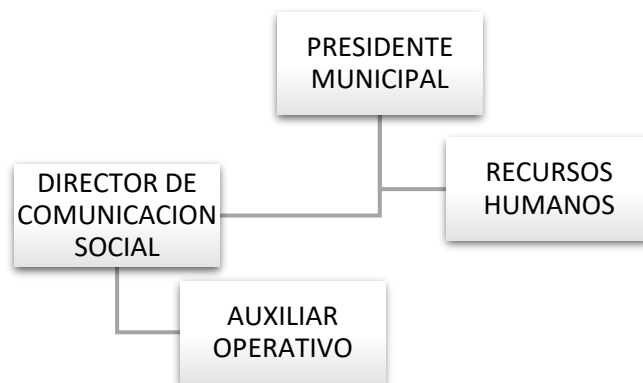 PRESIDENTE
MUNICIPAL
RECURSOS
HUMANOS
DIRECTOR DE
COMUNICACION
SOCIAL
AUXILIAR
OPERATIVO